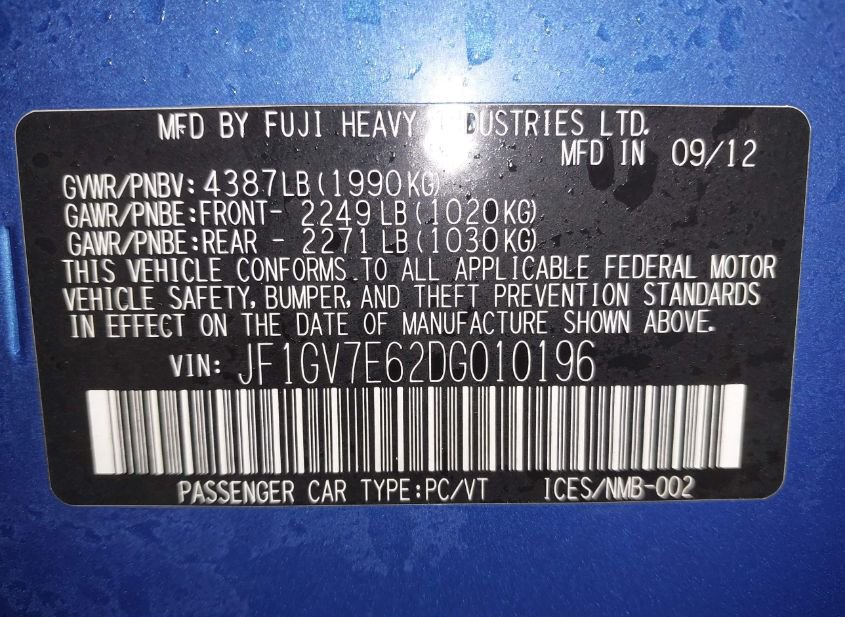 MFD BY FUJI HEAVY INDUSTRIES LTD.
MFD IN 09/12
GVWR/PNBV: 4387LB(1990KG)
GAWR/PNBE:FRONT- 2249LB(1020KG)
GAWR/PNBE:REAR - 2271LB(1030KG)
THIS VEHICLE CONFORMS TO ALL APPLICABLE FEDERAL MOTOR
VEHICLE SAFETY, BUMPER, AND THEFT PREVENTION STANDARDS
IN EFFECT ON THE DATE OF MANUFACTURE SHOWN ABOVE.
VIN: JF1GV7E62DG010196
PASSENGER CAR TYPE:PC/VT ICES/NMB-002